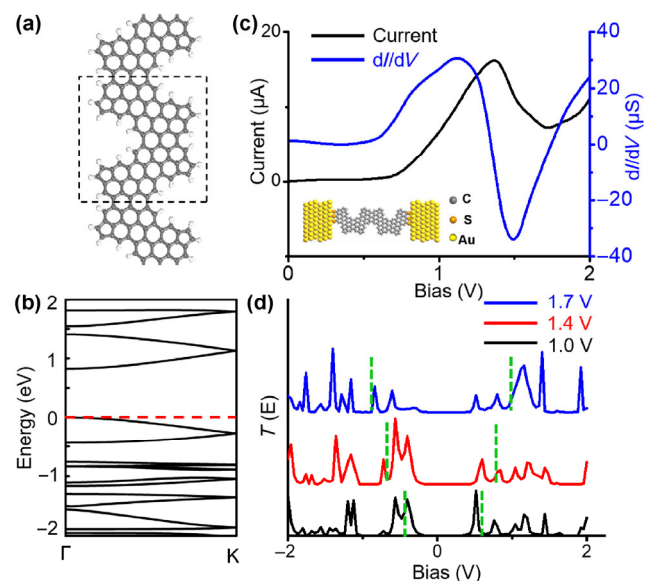 (a)
(c)
Current
dI/dV
20
10
0
Current (μA)
40
20
0
−20
−40
dI/dV (μS)
C
S
Au
0
1
2
Bias (V)
(b)
2
1
0
−1
−2
Energy (eV)
Γ
K
(d)
1.7 V
1.4 V
1.0 V
T (E)
−2
0
2
Bias (V)